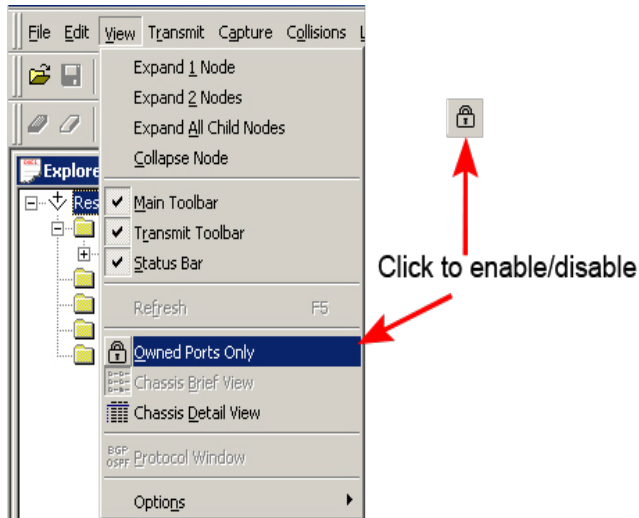 File Edit View Transmit Capture Collisions
Expand 1 Node
Expand 2 Nodes
Expand All Child Nodes
Collapse Node
Explore
Res
Main Toolbar
Transmit Toolbar
Status Bar
Click to enable/disable
Refresh F5
Owned Ports Only
Chassis Brief View
Chassis Detail View
BGP
OSPF Protocol Window
Options